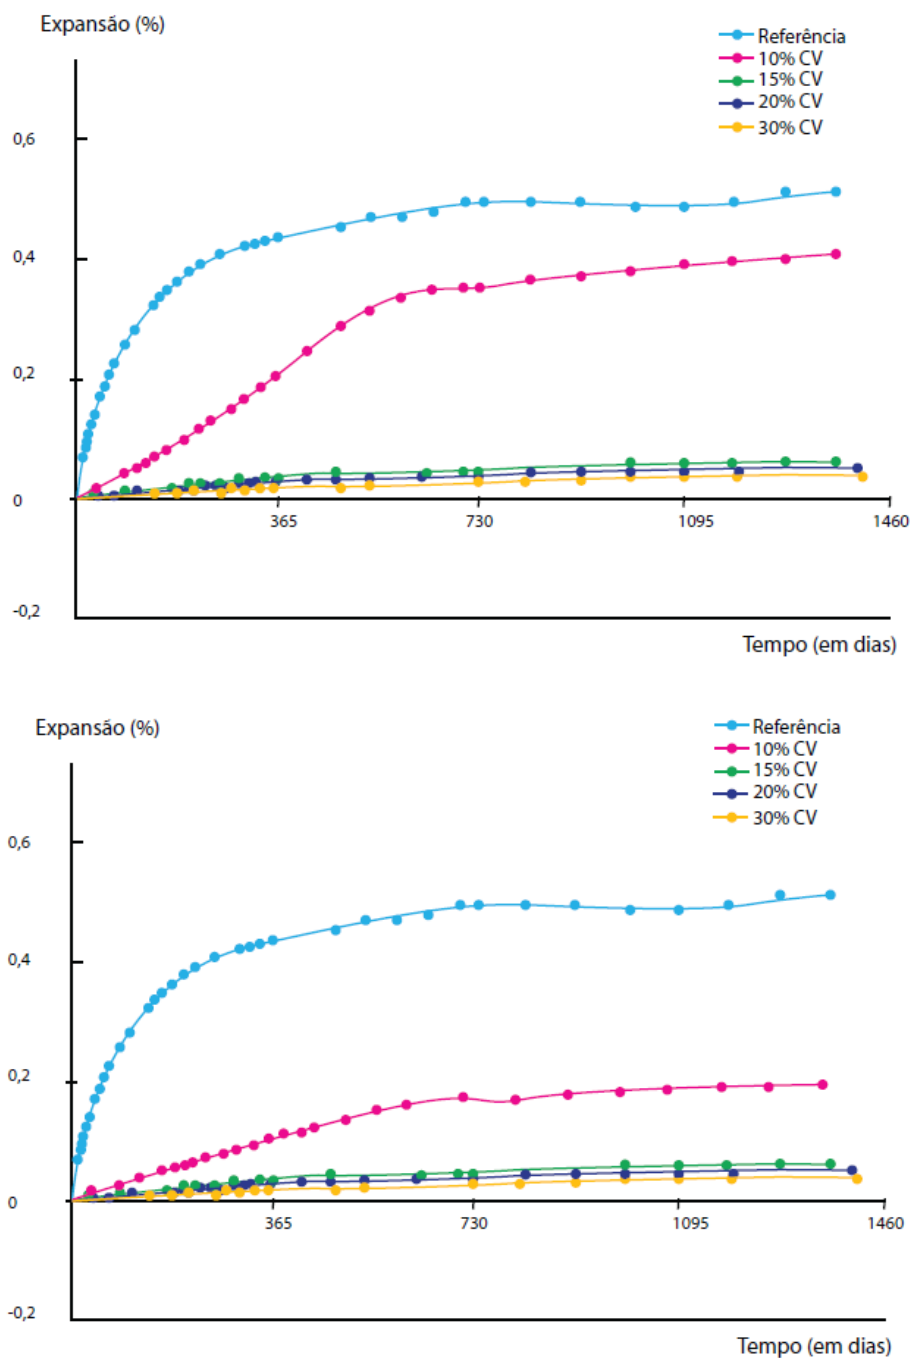 Expansão (%)
Referência
10% CV
15% CV
20% CV
30% CV
0,6
0,4
0,2
0
365
730
1095
1460
-0,2
Tempo (em dias)
Expansão (%)
Referência
10% CV
15% CV
20% CV
30% CV
0,6
0,4
0,2
0
365
730
1095
1460
-0,2
Tempo (em dias)